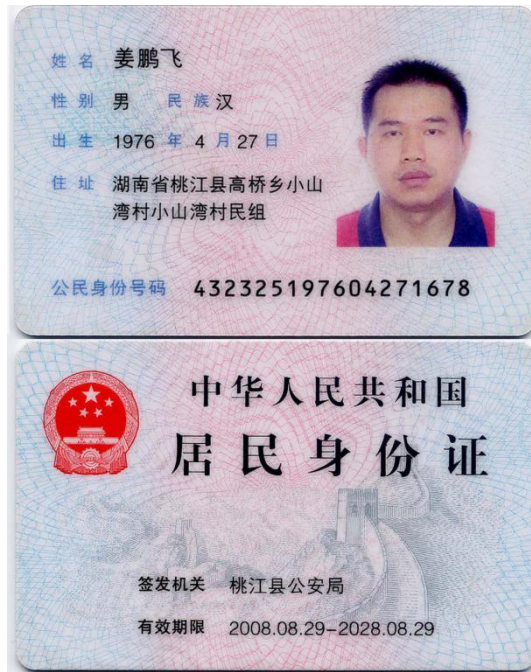 姓名 姜鹏飞
性别 男 民族 汉
出生 1976 年 4 月 27 日
住址 湖南省桃江县高桥乡小山
湾村小山湾村民组
公民身份号码 432325197604271678
中华人民共和国
居民身份证
签发机关 桃江县公安局
有效期限 2008.08.29-2028.08.29